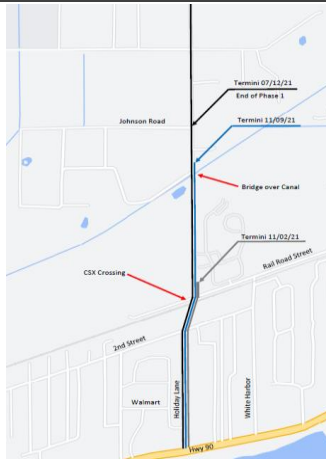 Termini 07/12/21
End of Phase 1
Johnson Road
Termini 11/09/21
Bridge over Canal
Termini 11/02/21
Rail Road Street
CSX Crossing
2nd Street
Walmart
Holiday Lane
White Harbor
Hwy 90